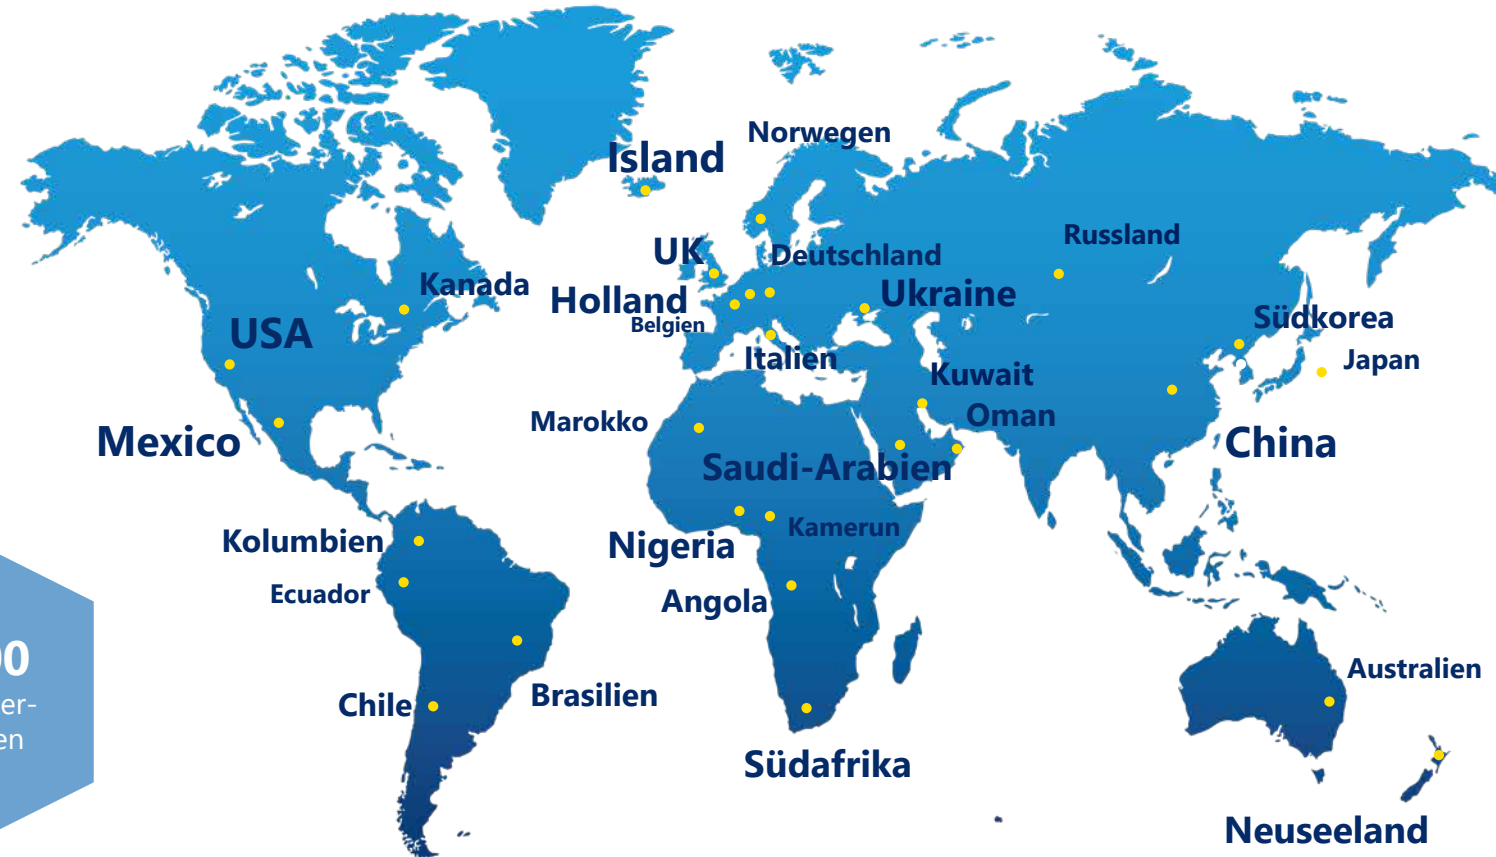 Norwegen
Island
Russland
UK
Deutschland
Kanada
Ukraine
Holland
Südkorea
Belgien
USA
Italien
Japan
Kuwait
Oman
Marokko
Mexico
China
Saudi-Arabien
Kamerun
Kolumbien
Nigeria
Ecuador
Angola
Australien
Brasilien
Chile
Südafrika
Neuseeland